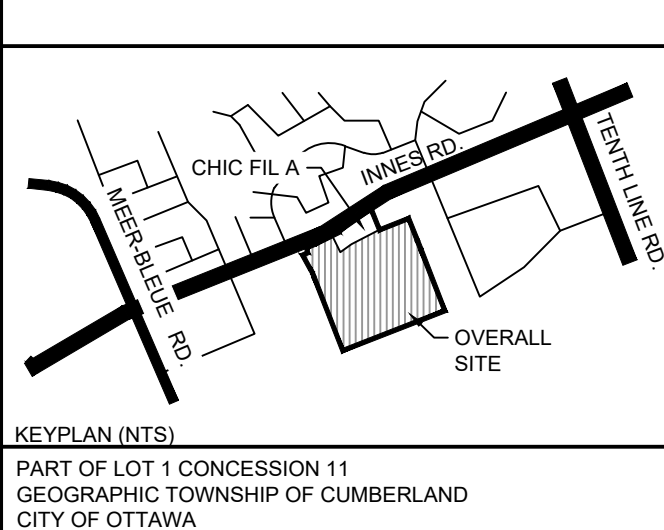 CHIC FIL A
INNES RD.
TENTH LINE RD.
MEER-BLEUE RD.
OVERALL
SITE
KEYPLAN (NTS)
PART OF LOT 1 CONCESSION 11
GEOGRAPHIC TOWNSHIP OF CUMBERLAND
CITY OF OTTAWA